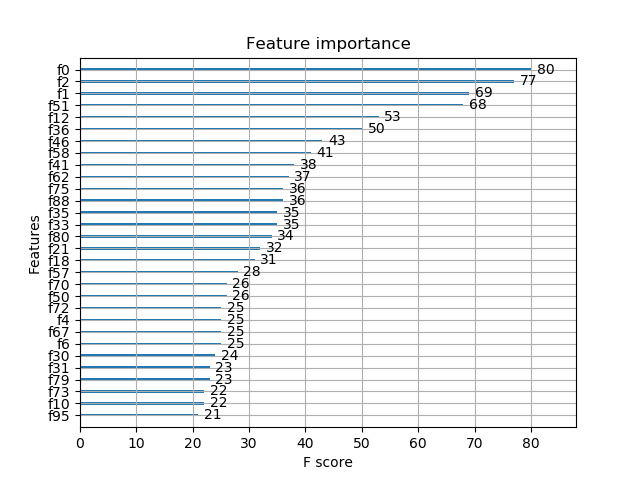 Feature importance
f0 80
f2 77
f1 69
f51 68
f12 53
f36 50
f46 43
f58 41
f41 38
f62 37
f75 36
f88 36
f35 35
f33 35
f80 34
f21 32
f18 31
f57 28
f70 26
f50 26
f72 25
f4 25
f67 25
f6 25
f30 24
f31 23
f79 23
f73 22
f10 22
f95 21
Features
0 10 20 30 40 50 60 70 80
F score